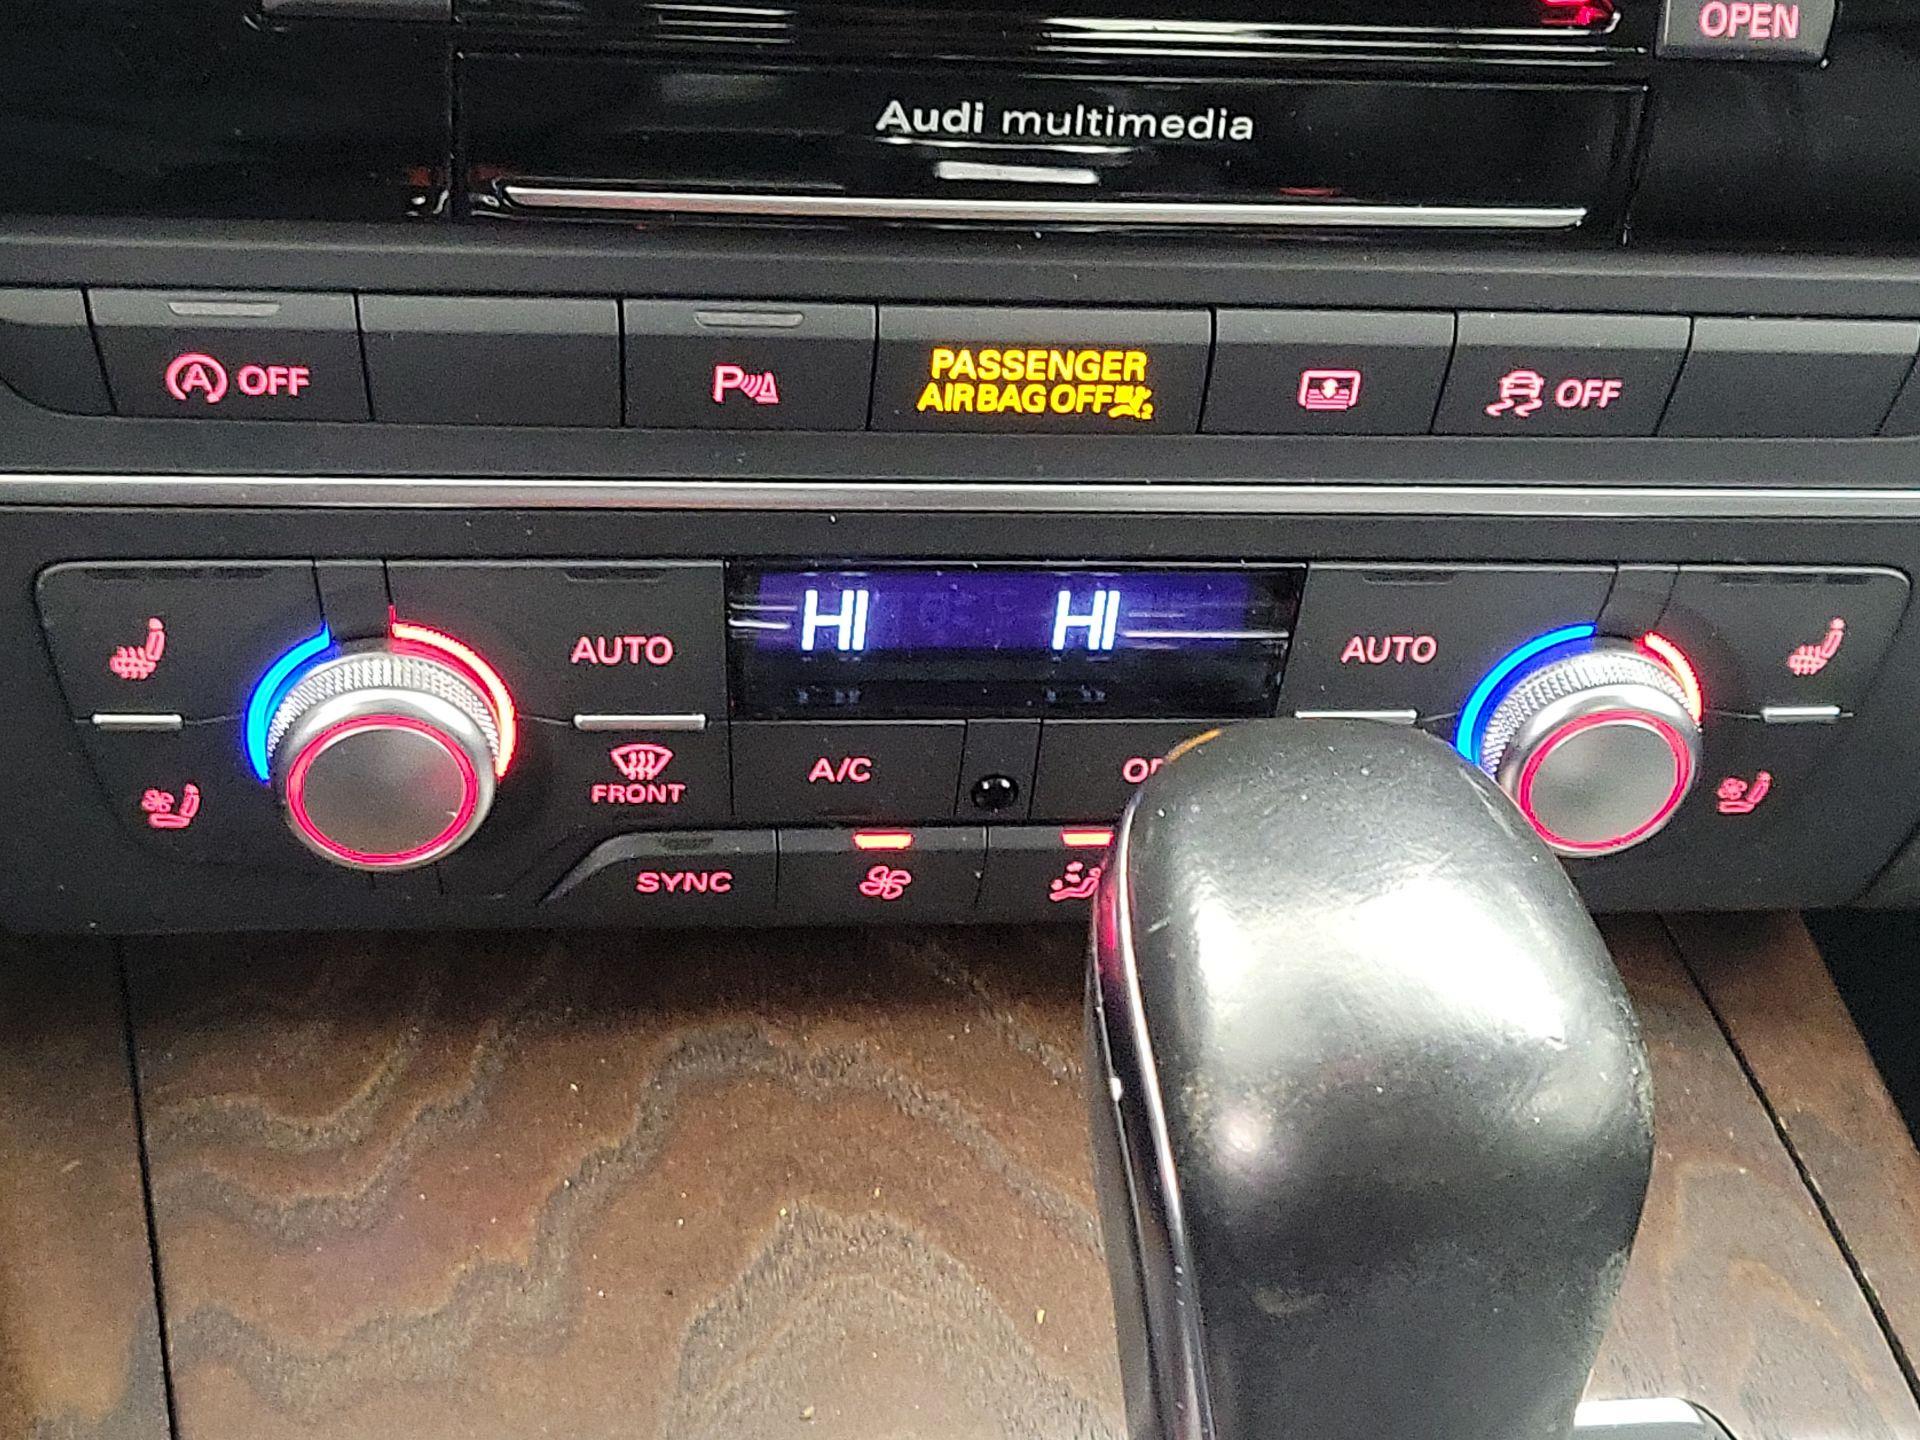 OPEN
Audi multimedia
A OFF
P
PASSENGER
AIRBAG OFF
OFF
HI HI
AUTO
AUTO
A/C
FRONT
SYNC